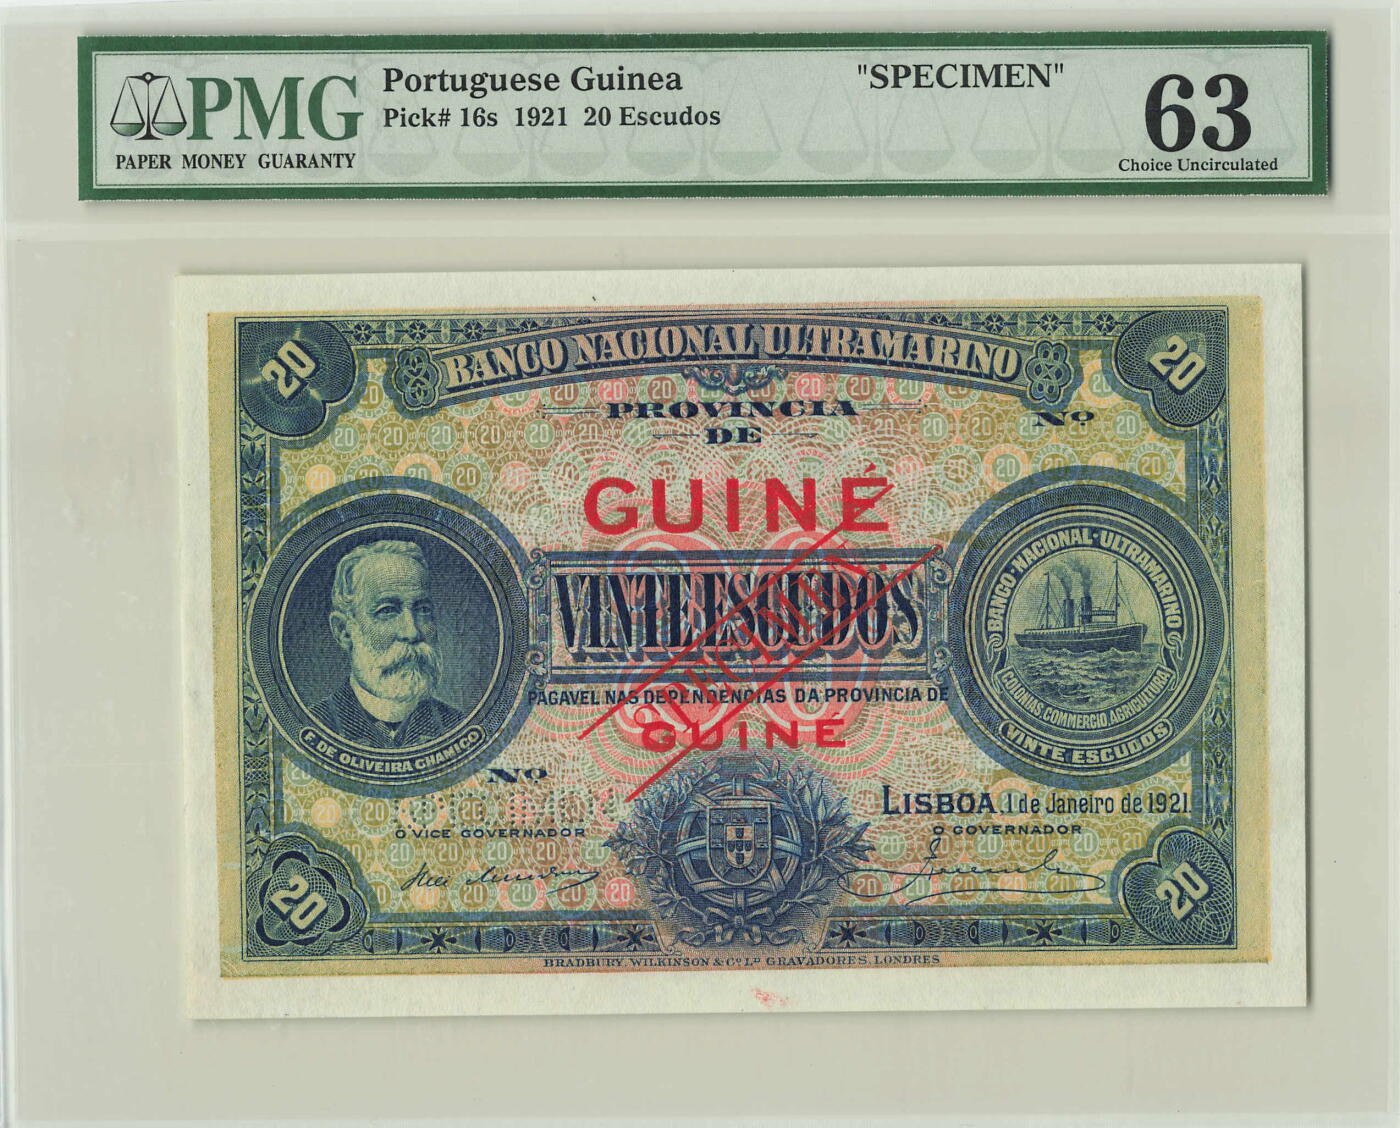 PMG
PAPER MONEY GUARANTY
Portuguese Guinea
Pick# 16s 1921 20 Escudos
"SPECIMEN"
63
Choice Uncirculated
20
BANCO NACIONAL ULTRAMARINO
20
PROVINCIA
DE
Nº
GUINÉ
VINTE ESCUDOS
SPECIMEN
PAGAVEL NAS DEPENDENCIAS DA PROVINCIA DE
GUINÉ
F. DE OLIVEIRA CHAMICO
BANCO·NACIONAL·ULTRAMARINO
COLONIAS, COMMERCIO, AGRICULTURA
VINTE ESCUDOS
Nº
LISBOA, 1 de Janeiro de 1921.
O VICE GOVERNADOR
O GOVERNADOR
20
20
BRADBURY, WILKINSON & Cº Lᴰ GRAVADORES, LONDRES